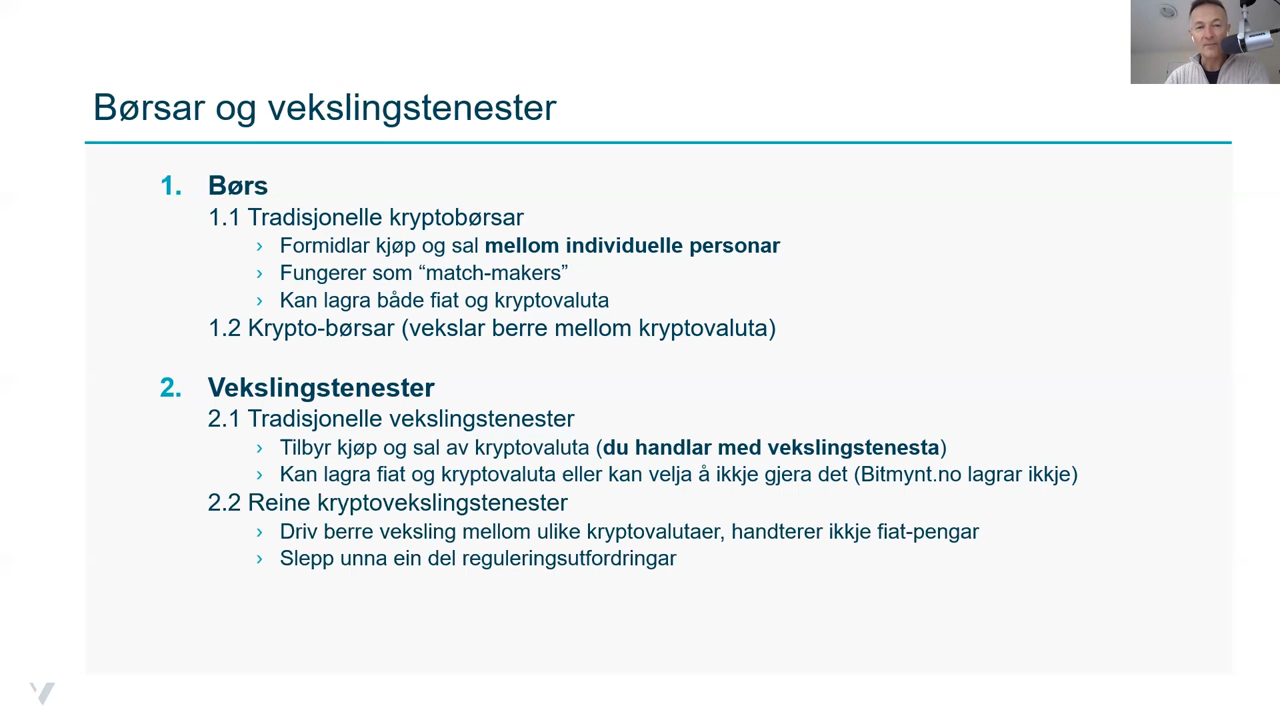 Børsar og vekslingstenester
1. Børs
1.1 Tradisjonelle kryptobørsar
› Formidlar kjøp og sal mellom individuelle personar
› Fungerer som “match-makers”
› Kan lagra både fiat og kryptovaluta
1.2 Krypto-børsar (vekslar berre mellom kryptovaluta)
2. Vekslingstenester
2.1 Tradisjonelle vekslingstenester
› Tilbyr kjøp og sal av kryptovaluta (du handlar med vekslingstenesta)
› Kan lagra fiat og kryptovaluta eller kan velja å ikkje gjera det (Bitmynt.no lagrar ikkje)
2.2 Reine kryptovekslingstenester
› Driv berre veksling mellom ulike kryptovalutaer, handterer ikkje fiat-pengar
› Slepp unna ein del reguleringsutfordringar